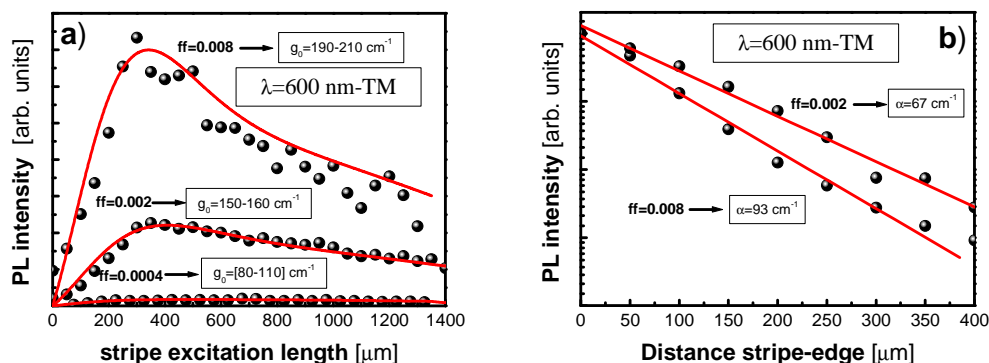 a)
ff=0.008
g₀=190-210 cm⁻¹
λ=600 nm-TM
ff=0.002
g₀=150-160 cm⁻¹
ff=0.0004
g₀=[80-110] cm⁻¹
PL intensity [arb. units]
0 200 400 600 800 1000 1200 1400
stripe excitation length [μm]
b)
λ=600 nm-TM
ff=0.002
α=67 cm⁻¹
ff=0.008
α=93 cm⁻¹
PL intensity [arb. units]
0 50 100 150 200 250 300 350 400
Distance stripe-edge [μm]